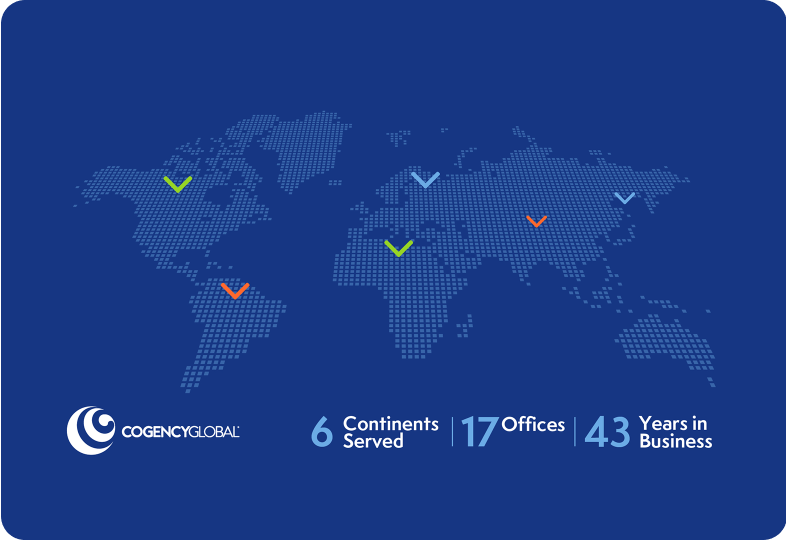 COGENCYGLOBAL
6 Continents Served
17 Offices
43 Years in Business